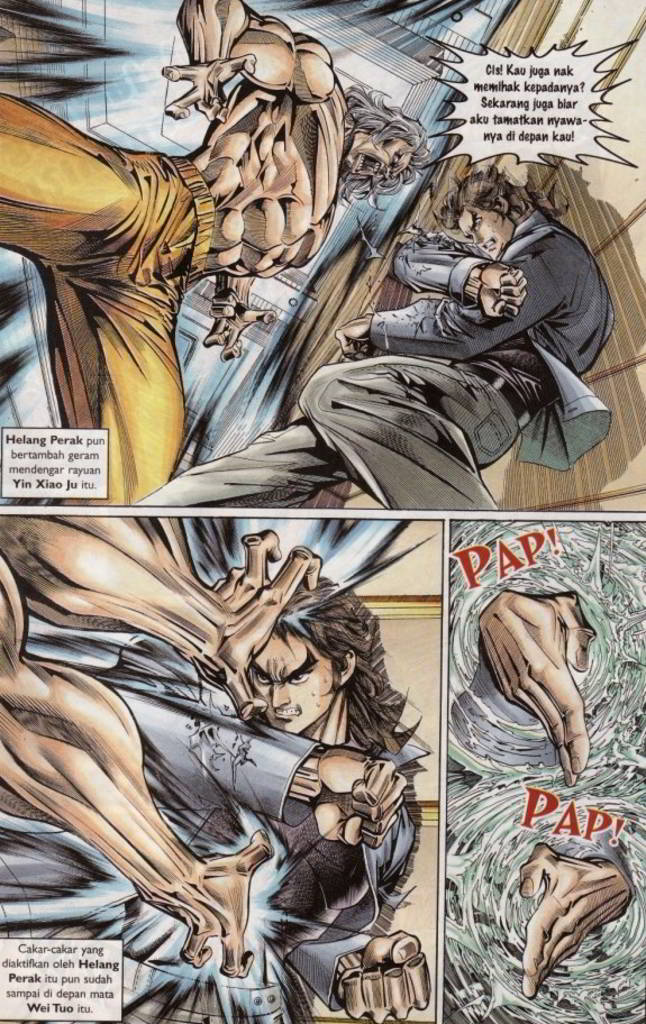 Cis! Kau juga nak
memihak kepadanya?
Sekarang juga biar
aku tamatkan nyawa-
nya di depan kau!
Helang Perak pun
bertambah geram
mendengar rayuan
Yin Xiao Ju itu.
PAP!
PAP!
Cakar-cakar yang
diaktifkan oleh Helang
Perak itu pun sudah
sampai di depan mata
Wei Tuo itu.